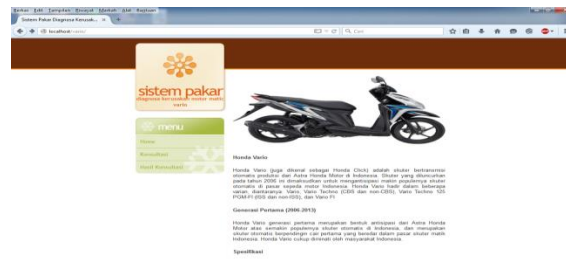 Sistem Pakar Diagnosa Kerusak...
localhost/vario/
Cari
sistem pakar
diagnosa kerusakan motor matik
vario
menu
Home
Konsultasi
Hasil Konsultasi
Honda Vario
Honda Vario (juga dikenal sebagai Honda Click) adalah skuter bertransmisi
otomatis produksi dari Astra Honda Motor di Indonesia. Skuter yang diluncurkan
pada tahun 2006 ini dimaksudkan untuk mengantisipasi makin populernya skuter
otomatis di pasar sepeda motor Indonesia. Honda Vario hadir dalam beberapa
varian, diantaranya: Vario, Vario Techno (CBS dan non-CBS), Vario Techno 125
PGM-FI (ISS dan non-ISS), dan Vario FI
Generasi Pertama (2006-2013)
Honda Vario generasi pertama merupakan bentuk antisipasi dari Astra Honda
Motor atas semakin populernya skuter otomatis di Indonesia, dan merupakan
skuter otomatis berpendingin cair pertama yang beredar dalam pasar skuter matik
Indonesia. Honda Vario cukup diminati oleh masyarakat Indonesia.
Spesifikasi